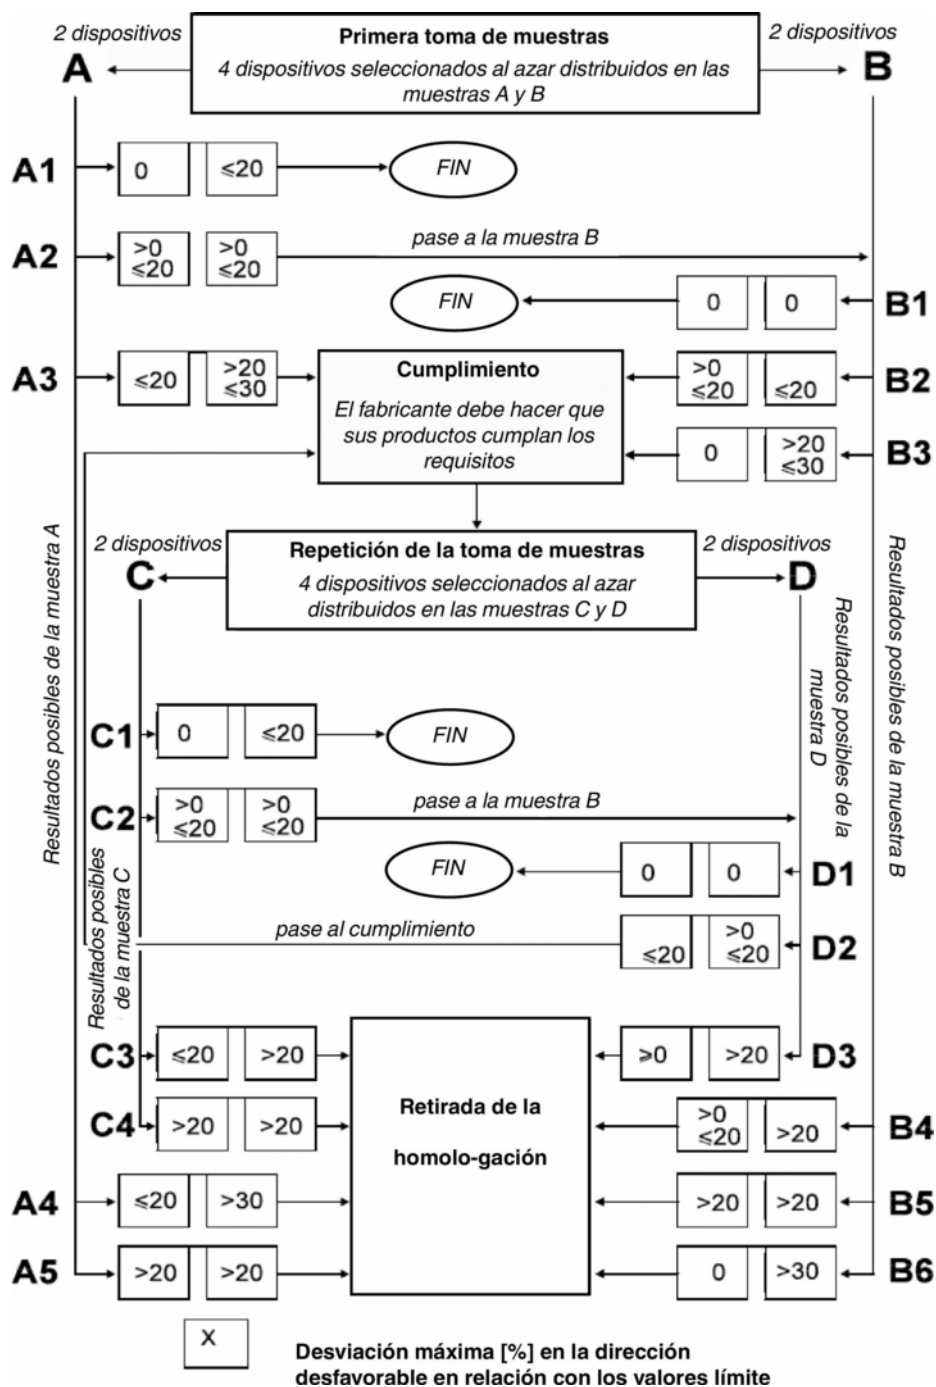 2 dispositivos
Primera toma de muestras
2 dispositivos
A
4 dispositivos seleccionados al azar distribuidos en las
muestras A y B
B
A1
0
≤20
FIN
A2
>0
≤20
>0
≤20
pase a la muestra B
FIN
0
0
B1
A3
≤20
>20
≤30
Cumplimiento
El fabricante debe hacer que
sus productos cumplan los
requisitos
>0
≤20
≤20
B2
0
>20
≤30
B3
2 dispositivos
Repetición de la toma de muestras
2 dispositivos
C
4 dispositivos seleccionados al azar
distribuidos en las muestras C y D
D
Resultados posibles de la muestra A
Resultados posibles de la
muestra D
Resultados posibles de la muestra B
C1
0
≤20
FIN
C2
>0
≤20
>0
≤20
pase a la muestra B
FIN
0
0
D1
Resultados posibles
de la muestra C
pase al cumplimiento
≤20
>0
≤20
D2
C3
≤20
>20
Retirada de la
homolo-gación
≥0
>20
D3
C4
>20
>20
>0
≤20
>20
B4
A4
≤20
>30
>20
>20
B5
A5
>20
>20
0
>30
B6
X
Desviación máxima [%] en la dirección
desfavorable en relación con los valores límite